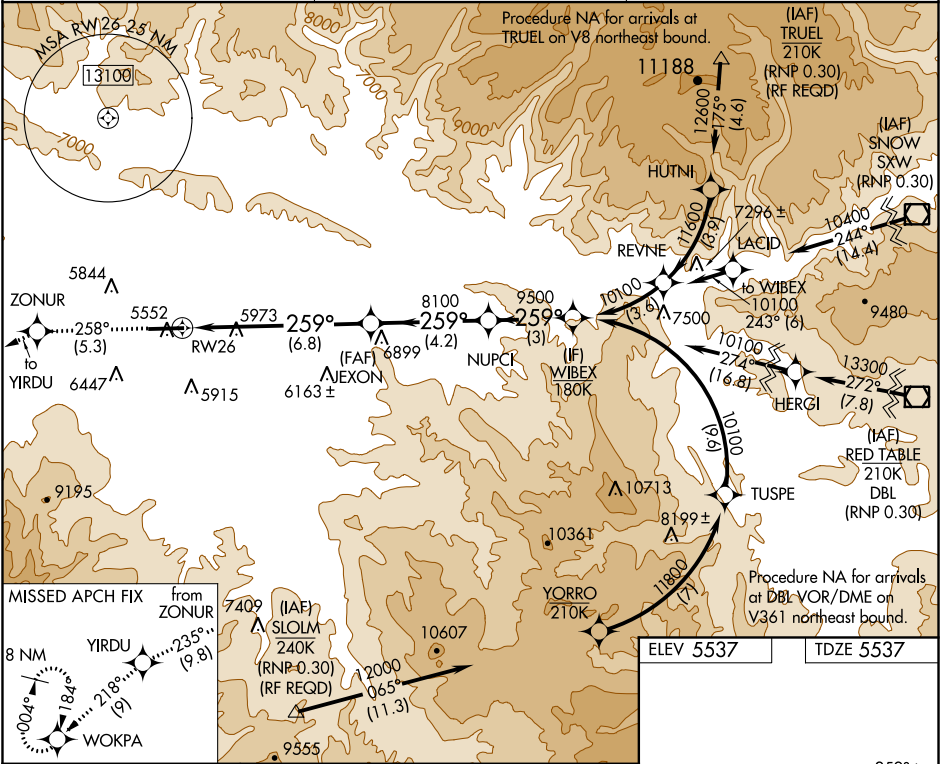 MSA RW26 25 NM
13100
8000
7000
7000
9000
Procedure NA for arrivals at
TRUEL on V8 northeast bound.
(IAF)
TRUEL
210K
(RNP 0.30)
(RF REQD)
11188
12600
175°
(4.6)
(IAF)
SNOW
SXW
(RNP 0.30)
HUTNI
11600
(3.9)
7296 ±
10400
244°
(14.4)
REVNE
LACID
to WIBEX
10100
243° (6)
10100
(3.6)
7500
9480
5844
ZONUR
258°
(5.3)
to
YIRDU
5552
RW26
5973
259°
(6.8)
8100
259°
(4.2)
9500
259°
(3)
(FAF)
JEXON
6899
NUPCI
(IF)
WIBEX
180K
6447
5915
6163 ±
10100
274°
(16.8)
HERGI
13300
272°
(7.8)
(IAF)
RED TABLE
210K
DBL
(RNP 0.30)
10100
(9.6)
9195
10713
TUSPE
8199 ±
10361
YORRO
210K
11800
(7)
Procedure NA for arrivals
at DBL VOR/DME on
V361 northeast bound.
MISSED APCH FIX
from
ZONUR
YIRDU
235°
(9.8)
8 NM
004°
184°
218°
(9)
WOKPA
7409
(IAF)
SLOLM
240K
(RNP 0.30)
(RF REQD)
10607
12000
065°
(11.3)
9555
ELEV 5537
TDZE 5537